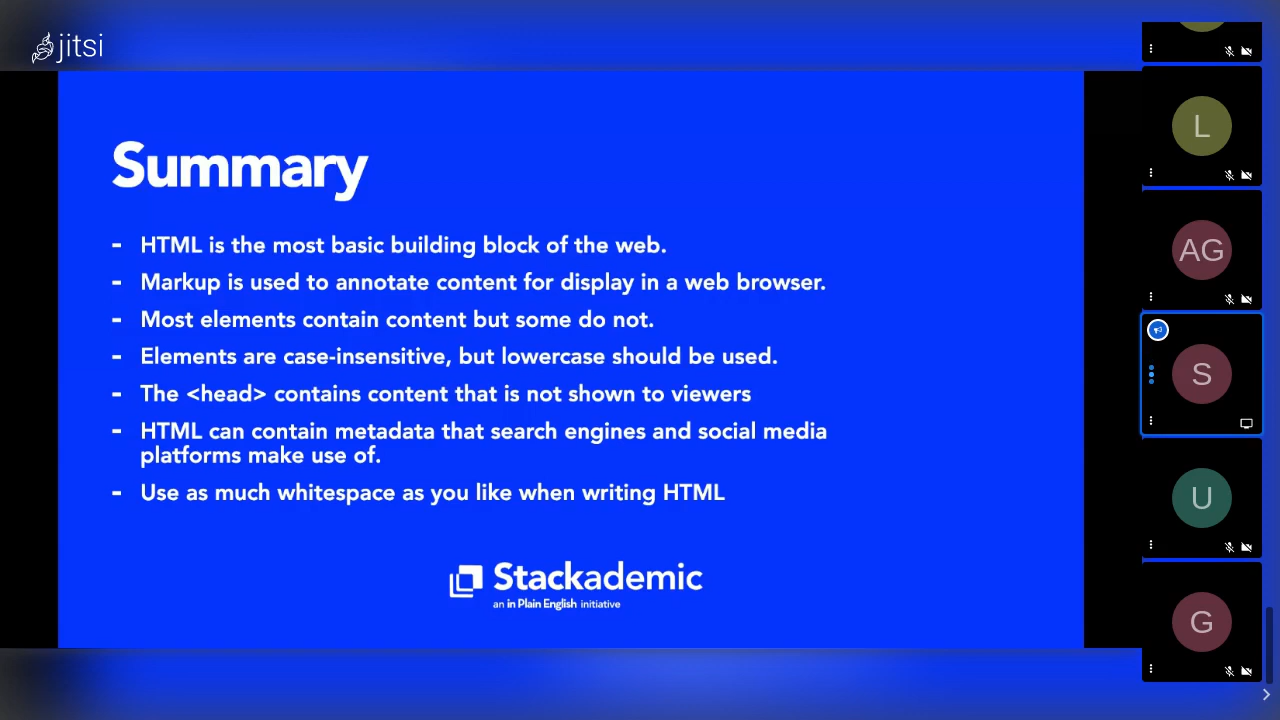 jitsi
Summary
- HTML is the most basic building block of the web.
- Markup is used to annotate content for display in a web browser.
- Most elements contain content but some do not.
- Elements are case-insensitive, but lowercase should be used.
- The <head> contains content that is not shown to viewers
- HTML can contain metadata that search engines and social media
platforms make use of.
- Use as much whitespace as you like when writing HTML
Stackademic
an in Plain English initiative
L
AG
S
U
G